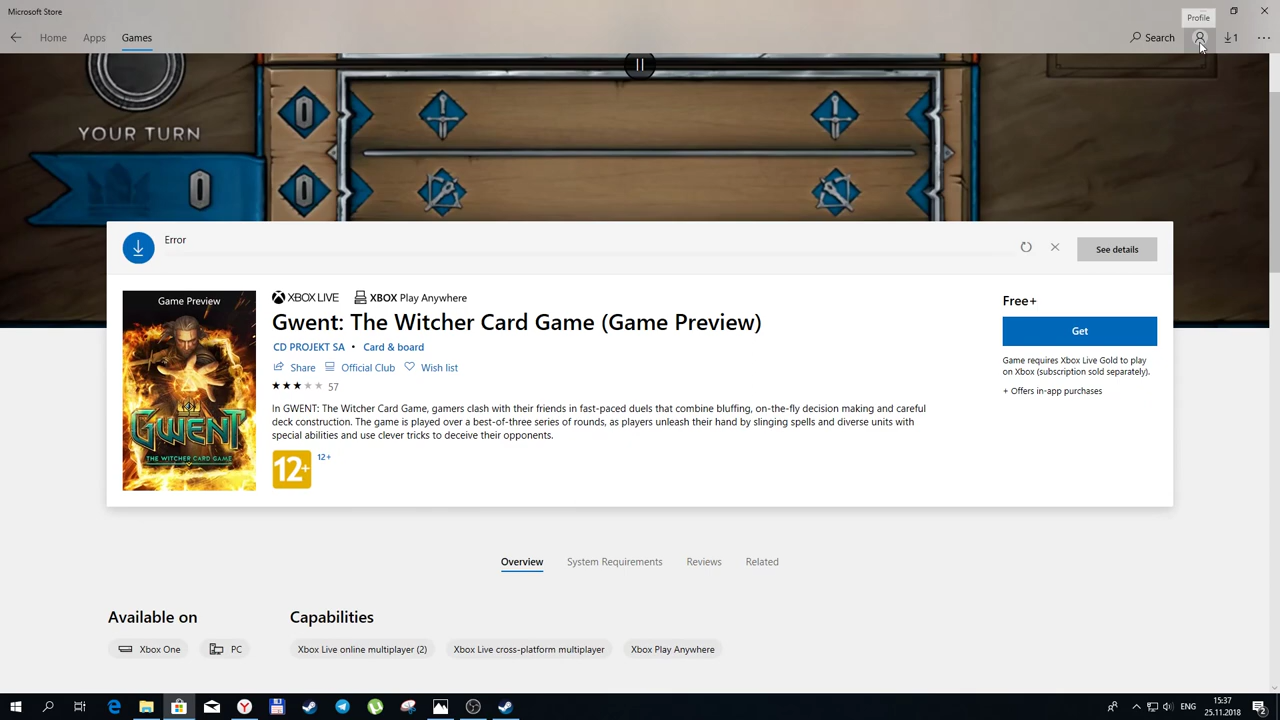 Microsoft Store
Profile
Home Apps Games
Search
1
YOUR TURN
0
0
0
Error
See details
Game Preview
GWENT
THE WITCHER CARD GAME
XBOX LIVE XBOX Play Anywhere
Gwent: The Witcher Card Game (Game Preview)
CD PROJEKT SA • Card & board
Share Official Club Wish list
57
In GWENT: The Witcher Card Game, gamers clash with their friends in fast-paced duels that combine bluffing, on-the-fly decision making and careful
deck construction. The game is played over a best-of-three series of rounds, as players unleash their hand by slinging spells and diverse units with
special abilities and use clever tricks to deceive their opponents.
12+ 12+
Free+
Get
Game requires Xbox Live Gold to play
on Xbox (subscription sold separately).
+ Offers in-app purchases
Overview System Requirements Reviews Related
Available on
Xbox One PC
Capabilities
Xbox Live online multiplayer (2) Xbox Live cross-platform multiplayer Xbox Play Anywhere
ENG
15:37
25.11.2018
2